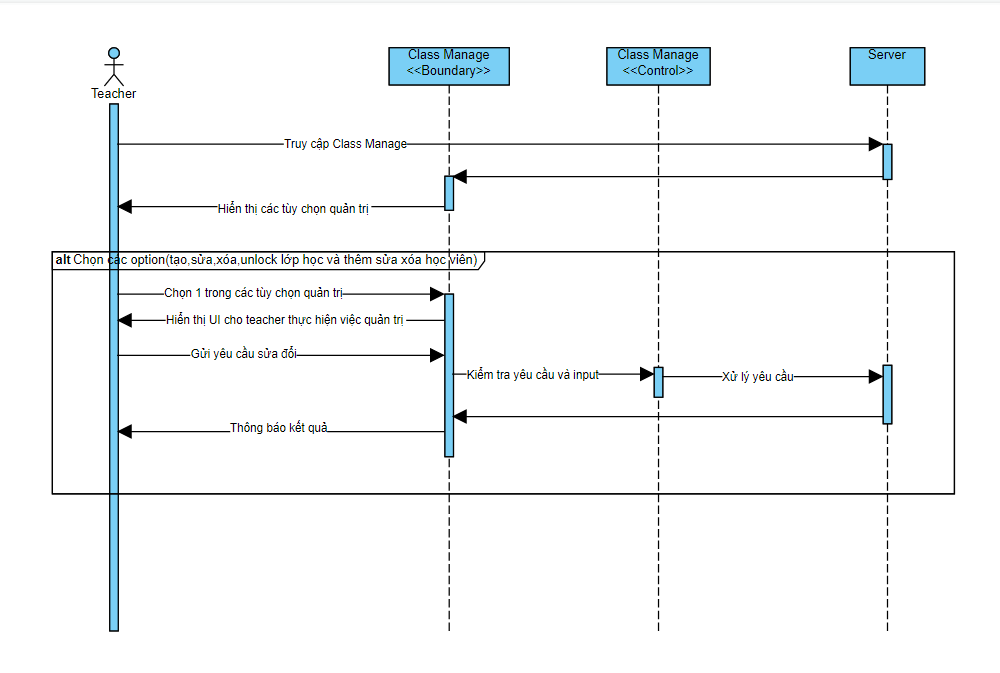 Class Manage
<<Boundary>>
Class Manage
<<Control>>
Server
Teacher
Truy cập Class Manage
Hiển thị các tùy chọn quản trị
alt Chọn các option(tạo,sửa,xóa,unlock lớp học và thêm sửa xóa học viên)
Chọn 1 trong các tùy chọn quản trị
Hiển thị UI cho teacher thực hiện việc quản trị
Gửi yêu cầu sửa đổi
Kiểm tra yêu cầu và input
Xử lý yêu cầu
Thông báo kết quả